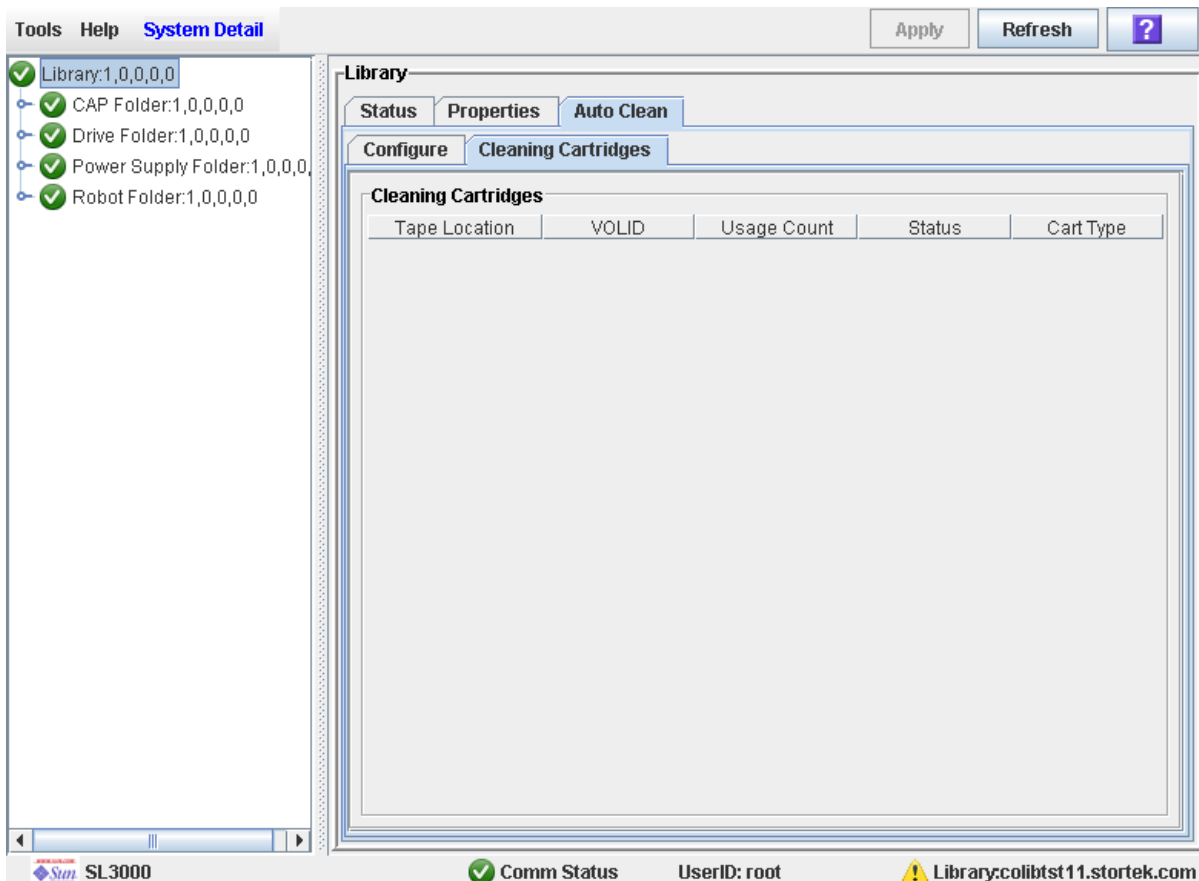 Tools Help System Detail
Apply Refresh ?
Library:1,0,0,0,0
CAP Folder:1,0,0,0,0
Drive Folder:1,0,0,0,0
Power Supply Folder:1,0,0,0,
Robot Folder:1,0,0,0,0
Library
Status Properties Auto Clean
Configure Cleaning Cartridges
Cleaning Cartridges
Tape Location VOLID Usage Count Status Cart Type
Sun SL3000 Comm Status UserID: root Library:colibtst11.stortek.com